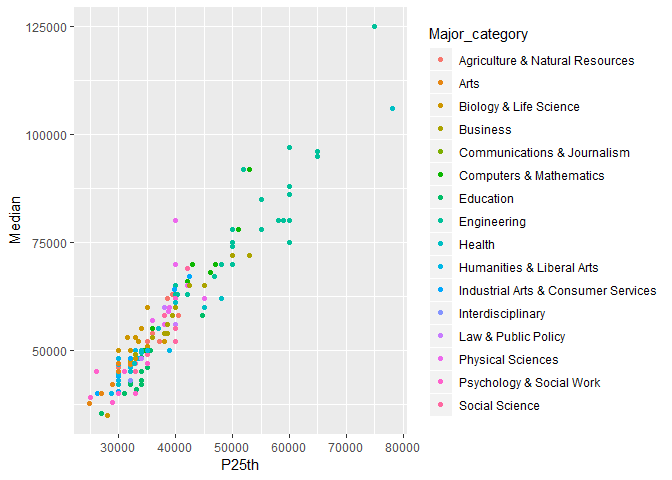 125000
100000
75000
50000
Median
30000
40000
50000
60000
70000
80000
P25th
Major_category
Agriculture & Natural Resources
Arts
Biology & Life Science
Business
Communications & Journalism
Computers & Mathematics
Education
Engineering
Health
Humanities & Liberal Arts
Industrial Arts & Consumer Services
Interdisciplinary
Law & Public Policy
Physical Sciences
Psychology & Social Work
Social Science